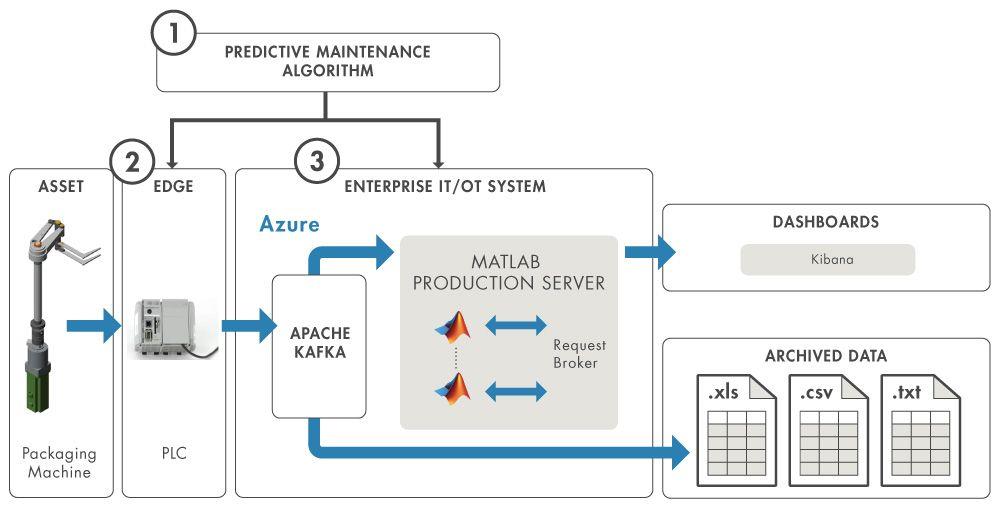 1
PREDICTIVE MAINTENANCE
ALGORITHM
2
3
ASSET
EDGE
ENTERPRISE IT/OT SYSTEM
Azure
MATLAB
PRODUCTION SERVER
APACHE
KAFKA
Request
Broker
Packaging
Machine
PLC
DASHBOARDS
Kibana
ARCHIVED DATA
.xls
.csv
.txt